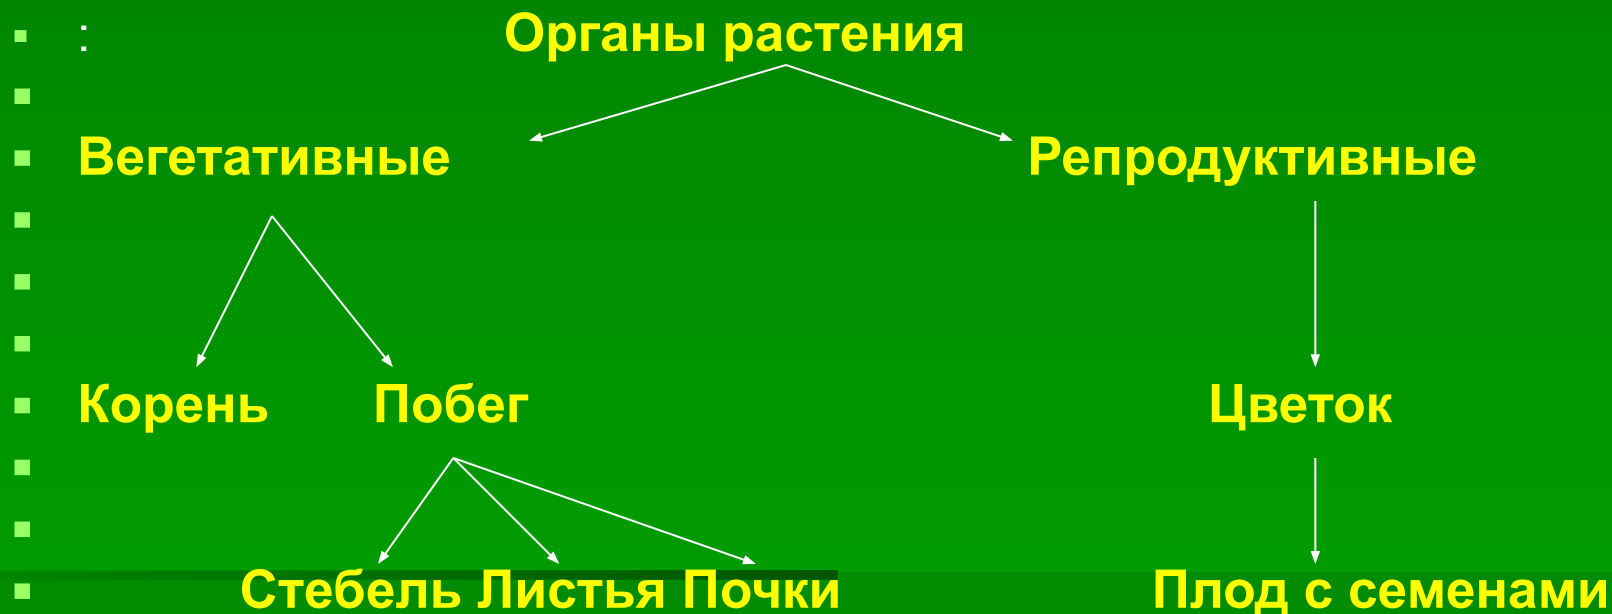 : Органы растения
Вегетативные Репродуктивные
Корень Побег Цветок
Стебель Листья Почки Плод с семенами